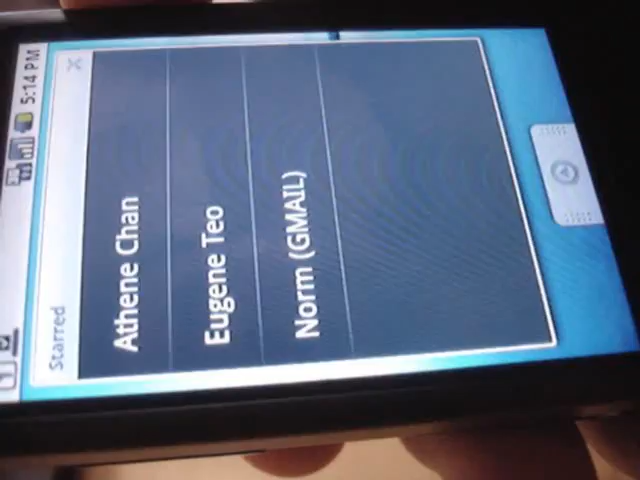 5:14 PM
Starred
Athene Chan
Eugene Teo
Norm (GMAIL)